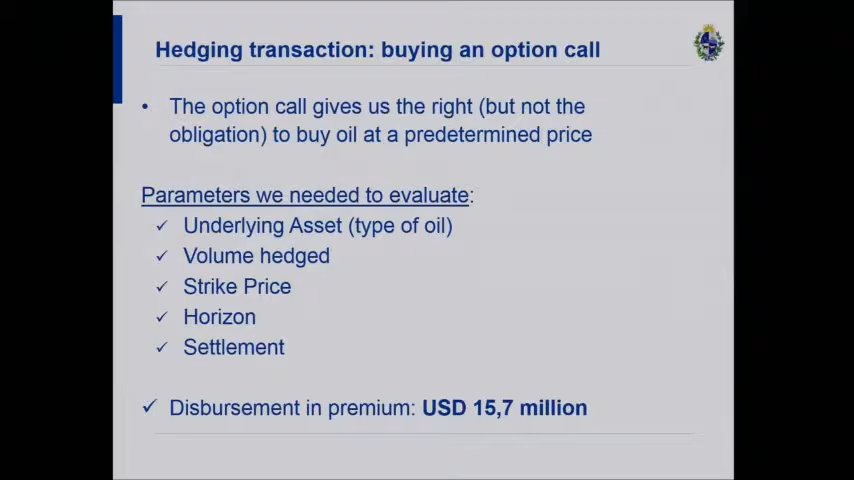 Hedging transaction: buying an option call
• The option call gives us the right (but not the
obligation) to buy oil at a predetermined price
Parameters we needed to evaluate:
✓ Underlying Asset (type of oil)
✓ Volume hedged
✓ Strike Price
✓ Horizon
✓ Settlement
✓ Disbursement in premium: USD 15,7 million